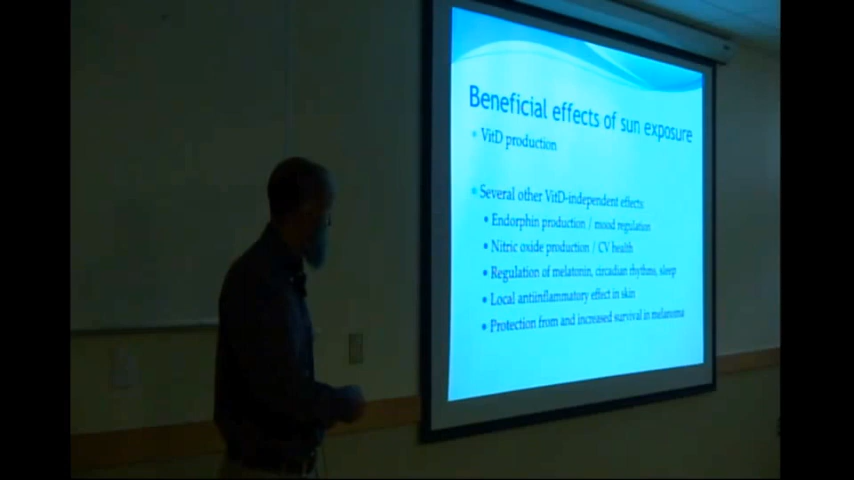 Beneficial effects of sun exposure
VitD production
Several other VitD-independent effects:
Endorphin production / mood regulation
Nitric oxide production / CV health
Regulation of melatonin, circadian rhythms, sleep
Local antiinflammatory effect in skin
Protection from and increased survival in melanoma